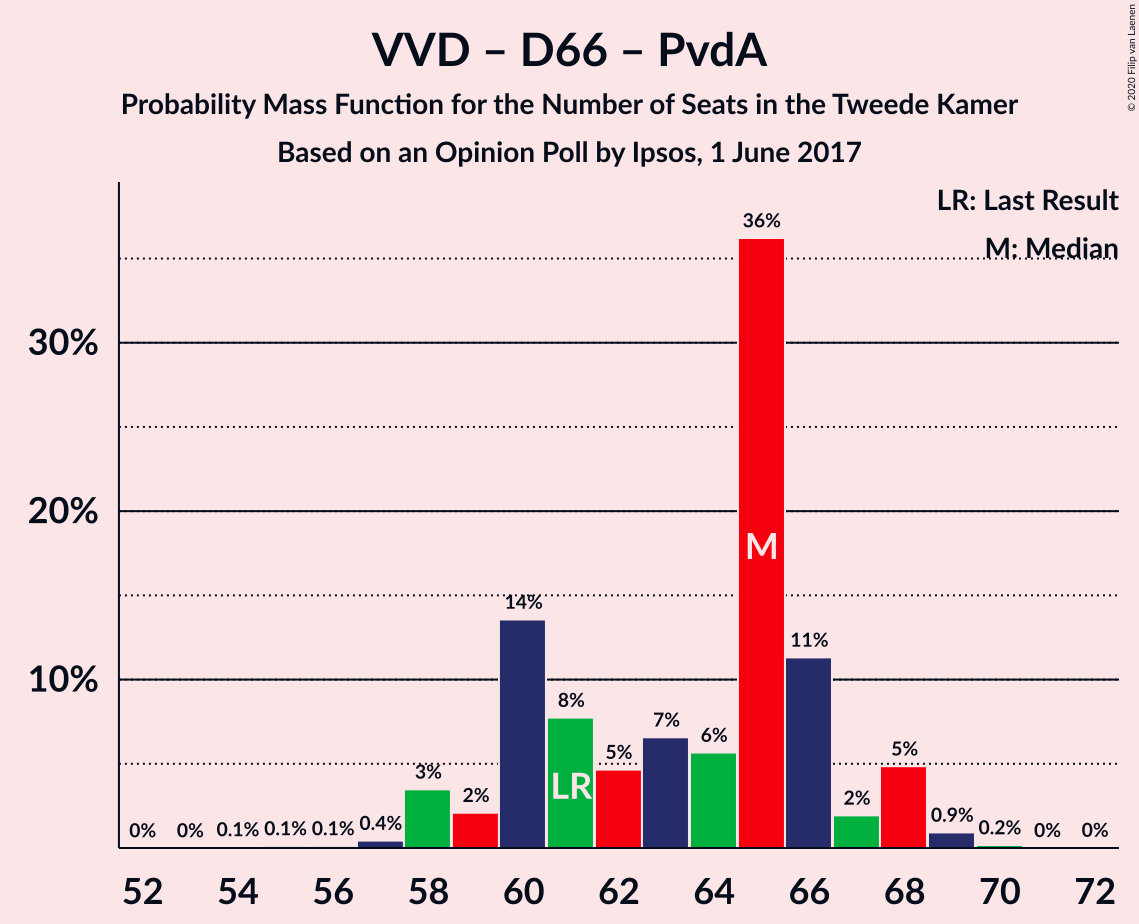 VVD – D66 – PvdA
Probability Mass Function for the Number of Seats in the Tweede Kamer
Based on an Opinion Poll by Ipsos, 1 June 2017
© 2020 Filip van Laenen
LR: Last Result
M: Median
36%
30%
20%
14%
11%
10%
8%
7%
6%
5%
5%
3%
2%
2%
0% 0% 0.1% 0.1% 0.1% 0.4% 0.9% 0.2% 0% 0%
M
LR
52 54 56 58 60 62 64 66 68 70 72